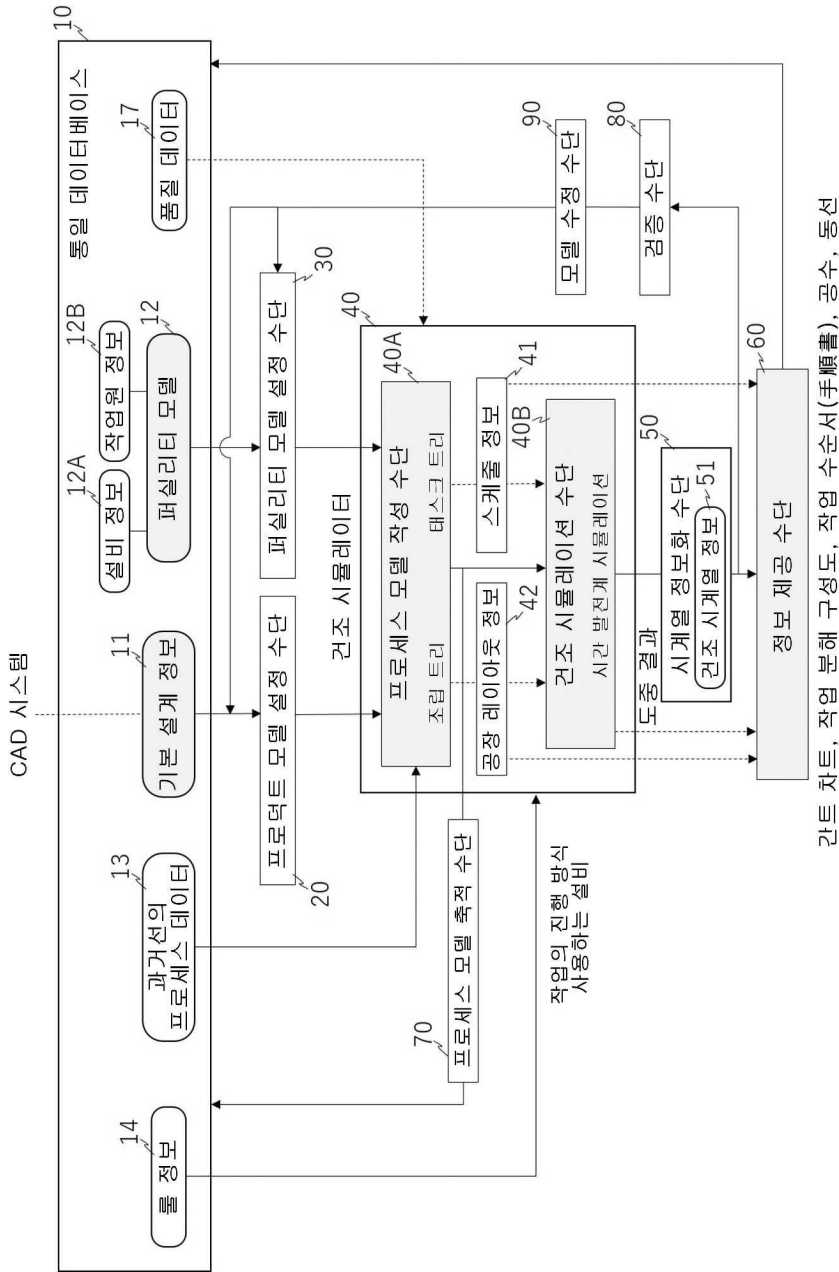 CAD 시스템
10
통일 데이터베이스
14
룰 정보
13
과거선의
프로세스 데이터
11
기본 설계 정보
12A
설비 정보
12B
작업원 정보
12
퍼실리티 모델
17
품질 데이터
20
프로덕트 모델 설정 수단
30
퍼실리티 모델 설정 수단
건조 시뮬레이터
40
40A
프로세스 모델 작성 수단
조립 트리
태스크 트리
42
공장 레이아웃 정보
41
스케줄 정보
40B
건조 시뮬레이션 수단
시간 발전계 시뮬레이션
70
프로세스 모델 축적 수단
작업의 진행 방식
사용하는 설비
도중 결과
50
시계열 정보화 수단
51
건조 시계열 정보
90
모델 수정 수단
80
검증 수단
60
정보 제공 수단
간트 차트, 작업 분해 구성도, 작업 수순서(手順書), 공수, 동선